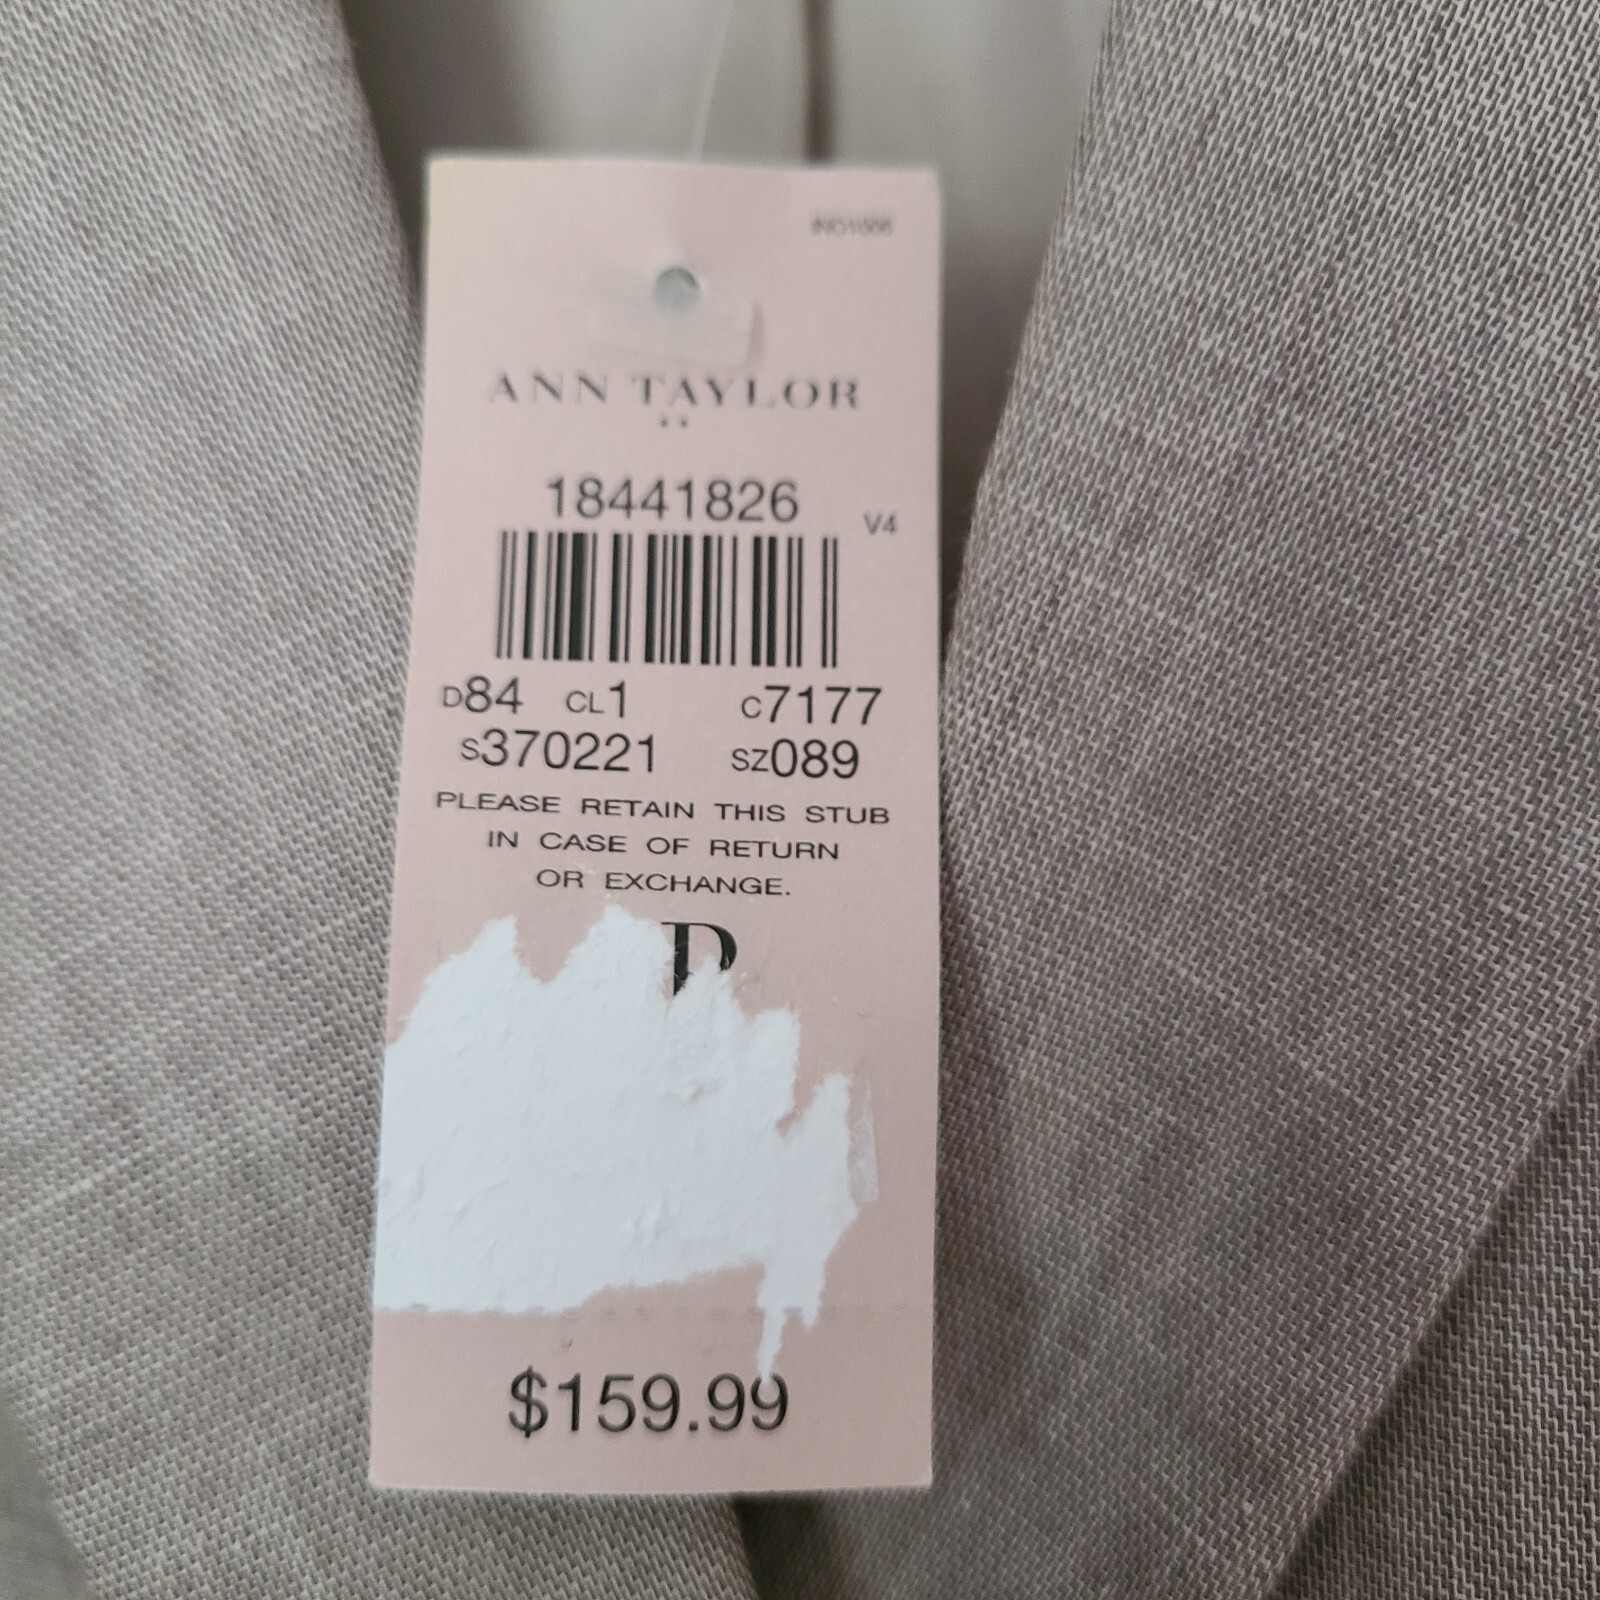 ANN TAYLOR
18441826
V4
D84 CL1 C7177
S370221 SZ089
PLEASE RETAIN THIS STUB
IN CASE OF RETURN
OR EXCHANGE.
$159.99